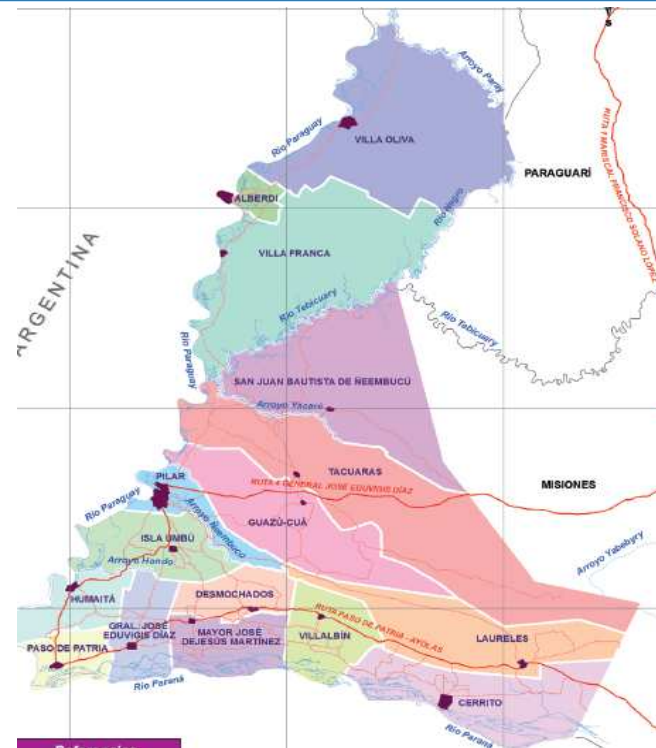 S
Arroyo Paray
Río Paraguay
VILLA OLIVA
PARAGUARÍ
RUTA 1 MARISCAL FRANCISCO SOLANO LOPEZ
ALBERDI
Río Negro
VILLA FRANCA
ARGENTINA
Río Tebicuary
Río Tebicuary
Río Paraguay
SAN JUAN BAUTISTA DE ÑEEMBUCÚ
Arroyo Yacaré
TACUARAS
PILAR
RUTA 4 GENERAL JOSÉ EDUVIGIS DÍAZ
MISIONES
Río Paraguay
GUAZÚ-CUÁ
Arroyo Ñeembucú
ISLA UMBÚ
Arroyo Hondo
Arroyo Yabebyry
HUMAITÁ
DESMOCHADOS
GRAL. JOSÉ
EDUVIGIS DÍAZ
MAYOR JOSÉ
DEJESÚS MARTÍNEZ
RUTA PASO DE PATRIA - AYOLAS
VILLALBÍN
LAURELES
PASO DE PATRIA
Río Paraná
CERRITO
Río Paraná